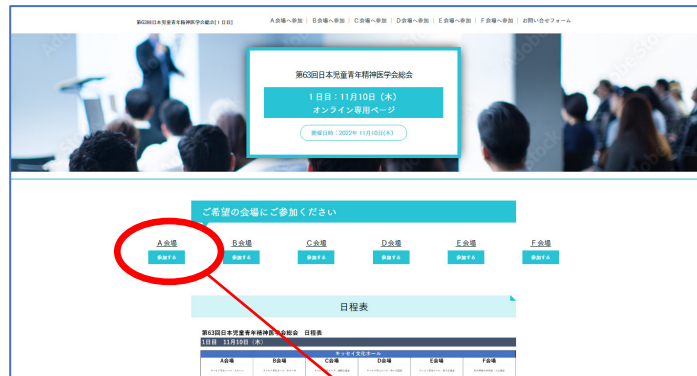 第63回日本児童青年精神医学会総会[1日目]
A会場へ参加 | B会場へ参加 | C会場へ参加 | D会場へ参加 | E会場へ参加 | F会場へ参加 | お問い合せフォーム
第63回日本児童青年精神医学会総会
1日目：11月10日（木）
オンライン専用ページ
開催日時：2022年 11月10日(木)
ご希望の会場にご参加ください
A会場 B会場 C会場 D会場 E会場 F会場
参加する 参加する 参加する 参加する 参加する 参加する
日程表
第63回日本児童青年精神医学会総会 日程表
1日目 11月10日（木）
キッセイ文化ホール
A会場 B会場 C会場 D会場 E会場 F会場